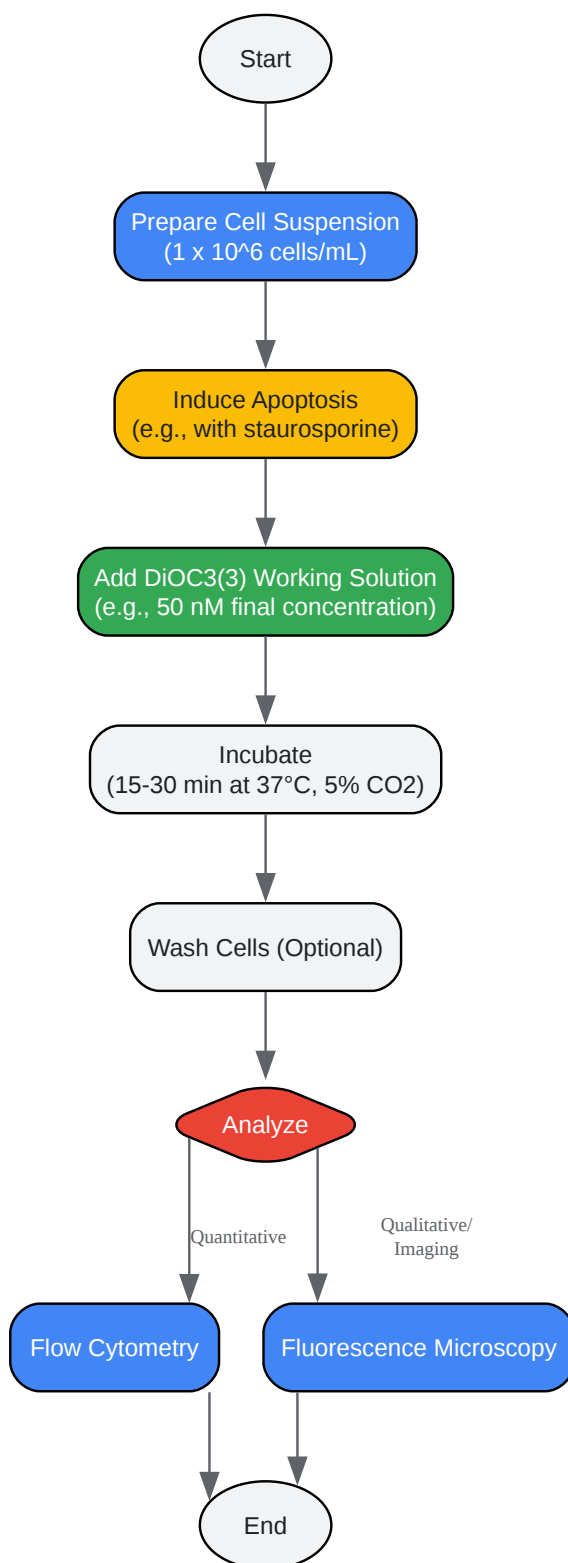 Start
Prepare Cell Suspension
(1 x 10^6 cells/mL)
Induce Apoptosis
(e.g., with staurosporine)
Add DiOC3(3) Working Solution
(e.g., 50 nM final concentration)
Incubate
(15-30 min at 37°C, 5% CO2)
Wash Cells (Optional)
Analyze
Quantitative
Qualitative/
Imaging
Flow Cytometry
Fluorescence Microscopy
End